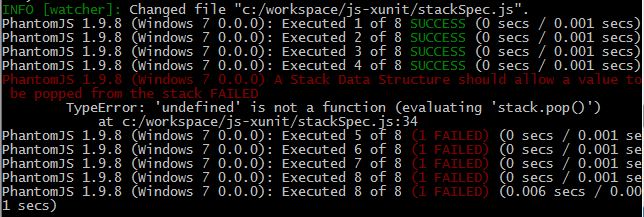 INFO [watcher]: Changed file "c:/workspace/js-xunit/stackSpec.js".
PhantomJS 1.9.8 (Windows 7 0.0.0): Executed 1 of 8 SUCCESS (0 secs / 0.001 secs)
PhantomJS 1.9.8 (Windows 7 0.0.0): Executed 2 of 8 SUCCESS (0 secs / 0.001 secs)
PhantomJS 1.9.8 (Windows 7 0.0.0): Executed 3 of 8 SUCCESS (0 secs / 0.001 secs)
PhantomJS 1.9.8 (Windows 7 0.0.0): Executed 4 of 8 SUCCESS (0 secs / 0.001 secs)
PhantomJS 1.9.8 (Windows 7 0.0.0) A Stack Data Structure should allow a value to
be popped from the stack FAILED
TypeError: 'undefined' is not a function (evaluating 'stack.pop()')
at c:/workspace/js-xunit/stackSpec.js:34
PhantomJS 1.9.8 (Windows 7 0.0.0): Executed 5 of 8 (1 FAILED) (0 secs / 0.001 se
PhantomJS 1.9.8 (Windows 7 0.0.0): Executed 6 of 8 (1 FAILED) (0 secs / 0.001 se
PhantomJS 1.9.8 (Windows 7 0.0.0): Executed 7 of 8 (1 FAILED) (0 secs / 0.001 se
PhantomJS 1.9.8 (Windows 7 0.0.0): Executed 8 of 8 (1 FAILED) (0 secs / 0.001 se
PhantomJS 1.9.8 (Windows 7 0.0.0): Executed 8 of 8 (1 FAILED) (0.006 secs / 0.00
1 secs)